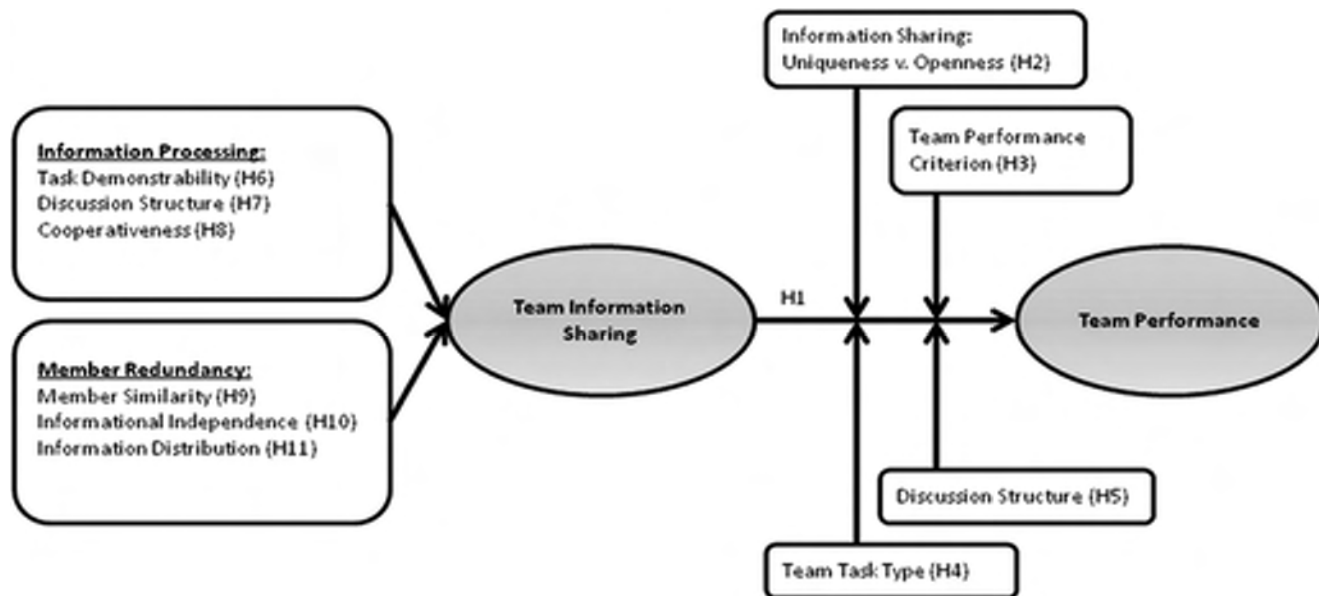 Information Sharing:
Uniqueness v. Openness (H2)
Team Performance
Criterion (H3)
Information Processing:
Task Demonstrability (H6)
Discussion Structure (H7)
Cooperativeness (H8)
H1
Team Information
Sharing
Team Performance
Member Redundancy:
Member Similarity (H9)
Informational Independence (H10)
Information Distribution (H11)
Discussion Structure (H5)
Team Task Type (H4)